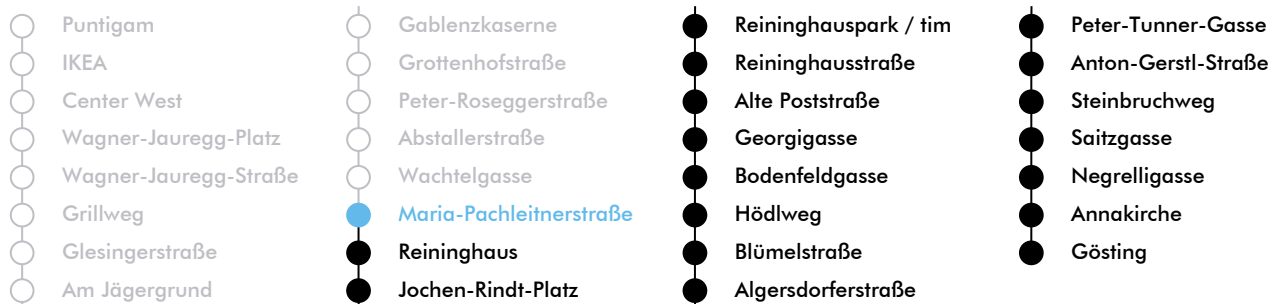 Puntigam
IKEA
Center West
Wagner-Jauregg-Platz
Wagner-Jauregg-Straße
Grillweg
Glesingerstraße
Am Jägergrund
Gablenzkaserne
Grottenhofstraße
Peter-Roseggerstraße
Abstallerstraße
Wachtelgasse
Maria-Pachleitnerstraße
Reininghaus
Jochen-Rindt-Platz
Reininghauspark / tim
Reininghausstraße
Alte Poststraße
Georgigasse
Bodenfeldgasse
Hödlweg
Blümelstraße
Algersdorferstraße
Peter-Tunner-Gasse
Anton-Gerstl-Straße
Steinbruchweg
Saitzgasse
Negrelligasse
Annakirche
Gösting